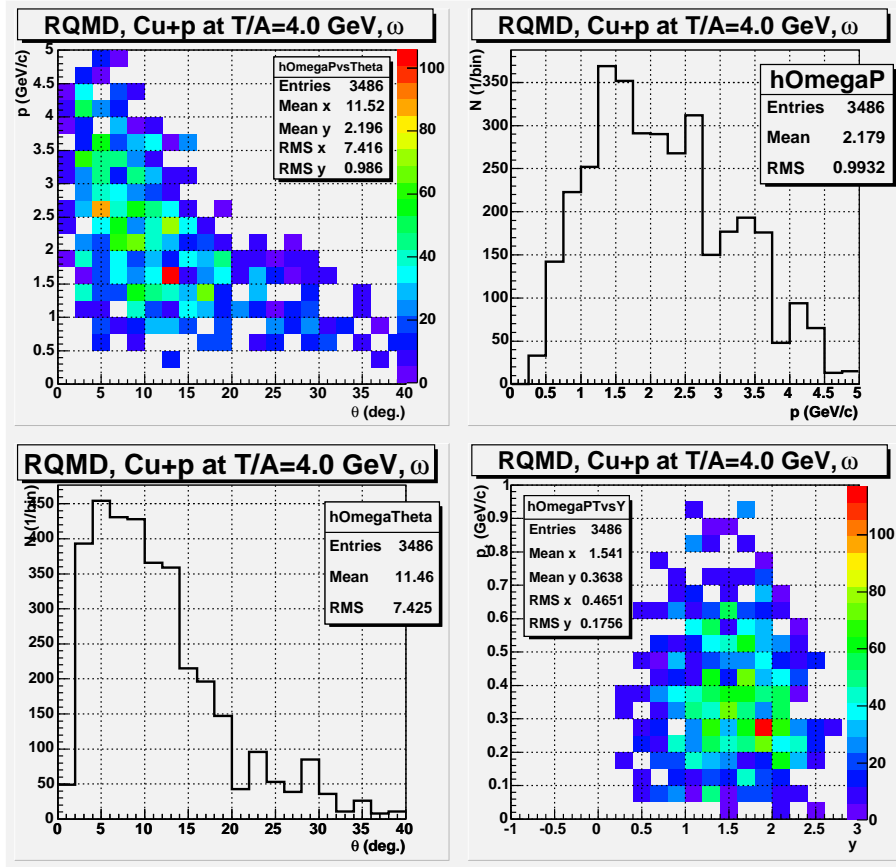 RQMD, Cu+p at T/A=4.0 GeV, ω
p (GeV/c)
5
4.5
4
3.5
3
2.5
2
1.5
1
0.5
0
hOmegaPvsTheta
Entries 3486
Mean x 11.52
Mean y 2.196
RMS x 7.416
RMS y 0.986
100
80
60
40
20
0
0 5 10 15 20 25 30 35 40
θ (deg.)
RQMD, Cu+p at T/A=4.0 GeV, ω
N (1/bin)
350
300
250
200
150
100
50
0
hOmegaP
Entries 3486
Mean 2.179
RMS 0.9932
0 0.5 1 1.5 2 2.5 3 3.5 4 4.5 5
p (GeV/c)
RQMD, Cu+p at T/A=4.0 GeV, ω
N (1/bin)
450
400
350
300
250
200
150
100
50
0
hOmegaTheta
Entries 3486
Mean 11.46
RMS 7.425
0 5 10 15 20 25 30 35 40
θ (deg.)
RQMD, Cu+p at T/A=4.0 GeV, ω
pt (GeV/c)
1
0.9
0.8
0.7
0.6
0.5
0.4
0.3
0.2
0.1
0
hOmegaPTvsY
Entries 3486
Mean x 1.541
Mean y 0.3638
RMS x 0.4651
RMS y 0.1756
100
80
60
40
20
0
-1 -0.5 0 0.5 1 1.5 2 2.5 3
y